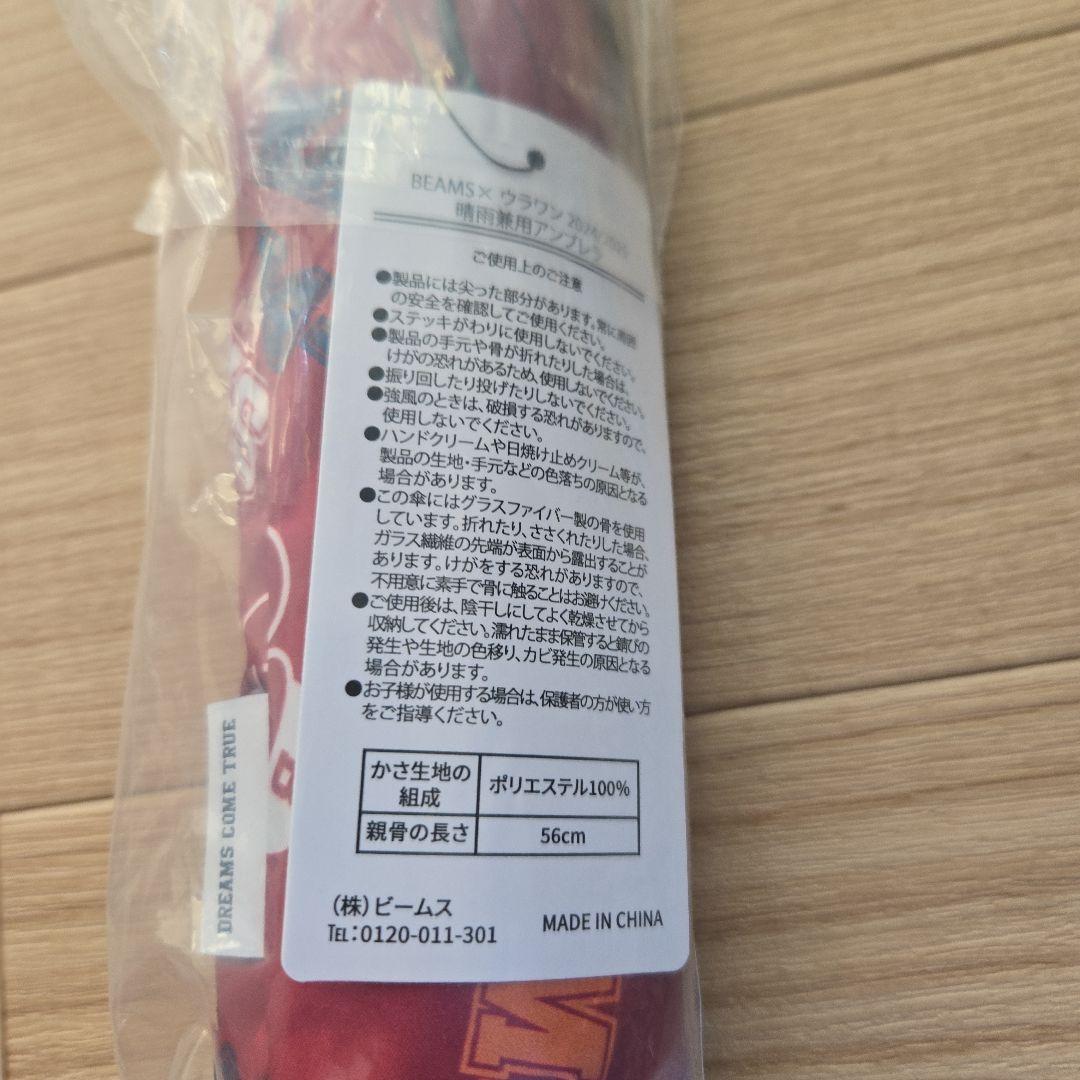 BEAMS× ウラワン 2024/2025
晴雨兼用アンブレラ
ご使用上のご注意
●製品には尖った部分があります。常に周囲
の安全を確認してご使用ください。
●ステッキがわりに使用しないでください。
●製品の手元や骨が折れたりした場合は、
けがの恐れがあるため、使用しないでください。
●振り回したり投げたりしないでください。
●強風のときは、破損する恐れがありますので、
使用しないでください。
●ハンドクリームや日焼け止めクリーム等が、
製品の生地・手元などの色落ちの原因となる
場合があります。
●この傘にはグラスファイバー製の骨を使用
しています。折れたり、ささくれたりした場合、
ガラス繊維の先端が表面から露出することが
あります。けがをする恐れがありますので、
不用意に素手で骨に触ることはお避けください。
●ご使用後は、陰干しにしてよく乾燥させてから
収納してください。濡れたまま保管すると錆びの
発生や生地の色移り、カビ発生の原因となる
場合があります。
●お子様が使用する場合は、保護者の方が使い方
をご指導ください。
かさ生地の
組成
ポリエステル100%
親骨の長さ
56cm
(株)ビームス
TEL:0120-011-301
MADE IN CHINA
DREAMS COME TRUE